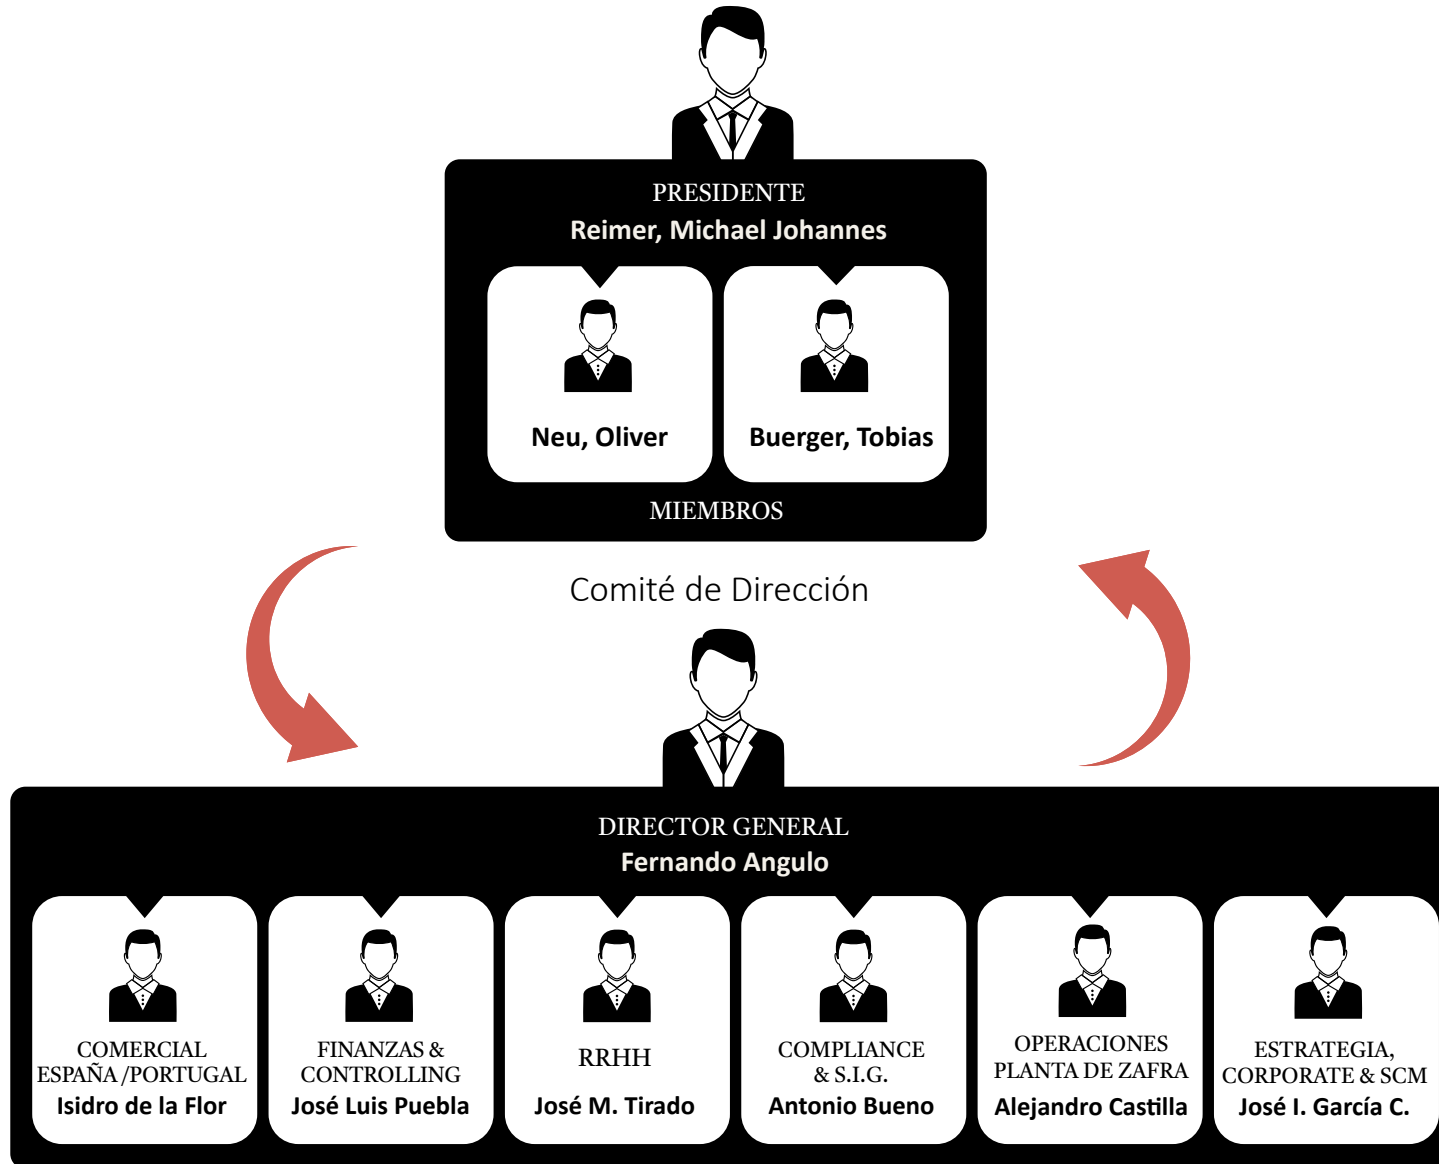 PRESIDENTE
Reimer, Michael Johannes
Neu, Oliver
Buerger, Tobias
MIEMBROS
Comité de Dirección
DIRECTOR GENERAL
Fernando Angulo
COMERCIAL
ESPAÑA /PORTUGAL
Isidro de la Flor
FINANZAS &
CONTROLLING
José Luis Puebla
RRHH
José M. Tirado
COMPLIANCE
& S.I.G.
Antonio Bueno
OPERACIONES
PLANTA DE ZAFRA
Alejandro Castilla
ESTRATEGIA,
CORPORATE & SCM
José I. García C.